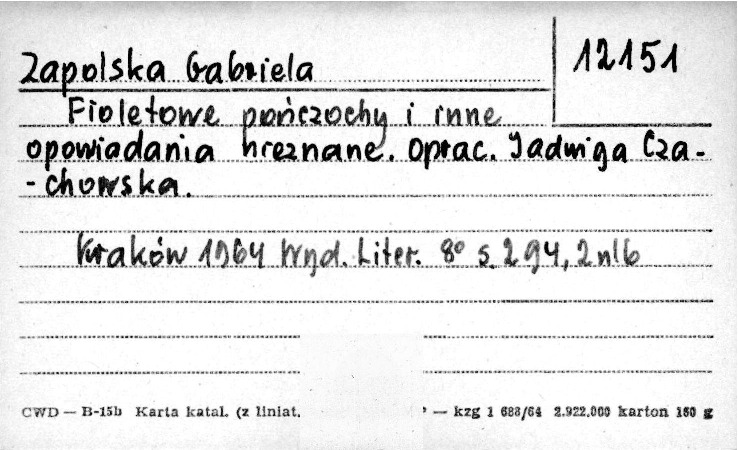 Zapolska Gabriela
12151
Fioletowe pończochy i inne
opowiadania nieznane. Oprac. Jadwiga Cza-
-chowska.
Kraków 1964 Wyd. Liter. 8° s. 294, 2 nlb
CWD — B-15b Karta katal. (z liniat. — kzg 1 688/64 2.922.000 karton 160 g